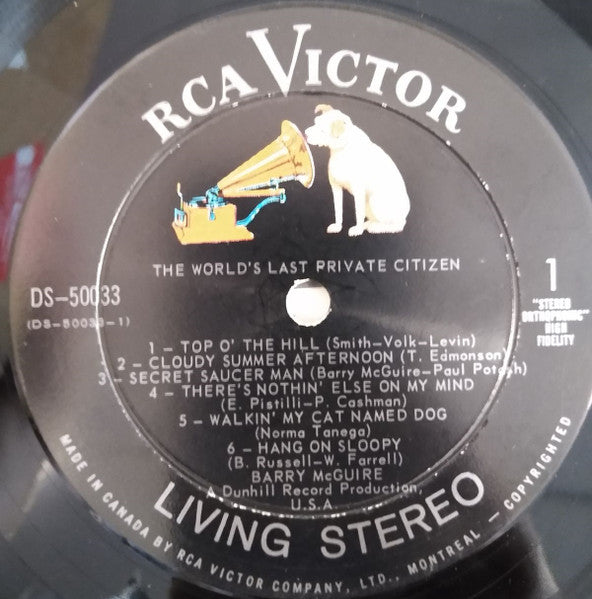 RCA VICTOR
THE WORLD'S LAST PRIVATE CITIZEN
DS-50033
(DS-50033-1)
1
"STEREO
ORTHOPHONIC"
HIGH
FIDELITY
1 - TOP O' THE HILL (Smith-Volk-Levin)
2 - CLOUDY SUMMER AFTERNOON (T. Edmonson)
3 - SECRET SAUCER MAN (Barry McGuire-Paul Potash)
4 - THERE'S NOTHIN' ELSE ON MY MIND
(E. Pistilli-P. Cashman)
5 - WALKIN' MY CAT NAMED DOG
(Norma Tanega)
6 - HANG ON SLOOPY
(B. Russell-W. Farrell)
BARRY McGUIRE
A Dunhill Record Production,
U.S.A.
LIVING STEREO
MADE IN CANADA BY RCA VICTOR COMPANY, LTD., MONTREAL - COPYRIGHTED